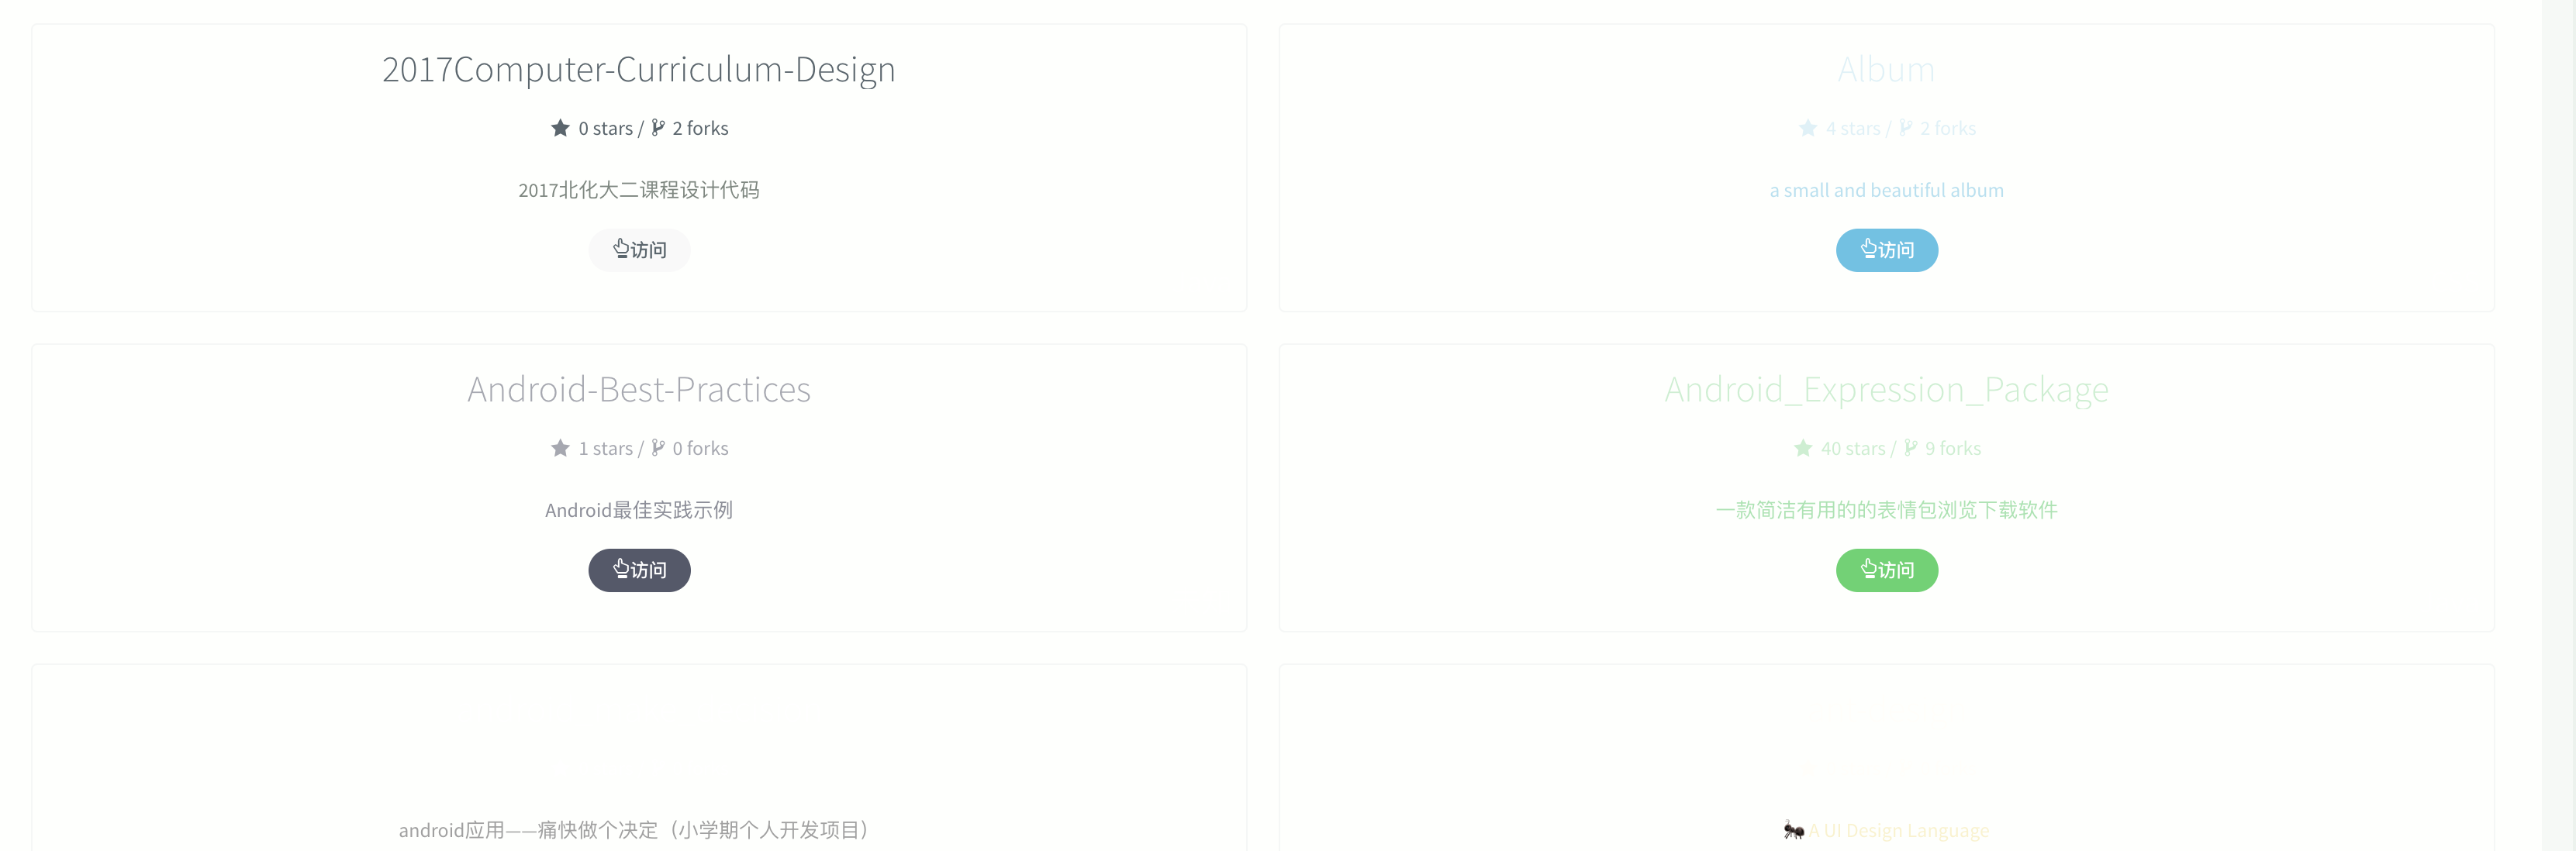 2017Computer-Curriculum-Design
0 stars / 2 forks
2017北化大二课程设计代码
访问
Album
4 stars / 2 forks
a small and beautiful album
访问
Android-Best-Practices
1 stars / 0 forks
Android最佳实践示例
访问
Android_Expression_Package
40 stars / 9 forks
一款简洁有用的的表情包浏览下载软件
访问
android应用——痛快做个决定（小学期个人开发项目）
🐜 A UI Design Language